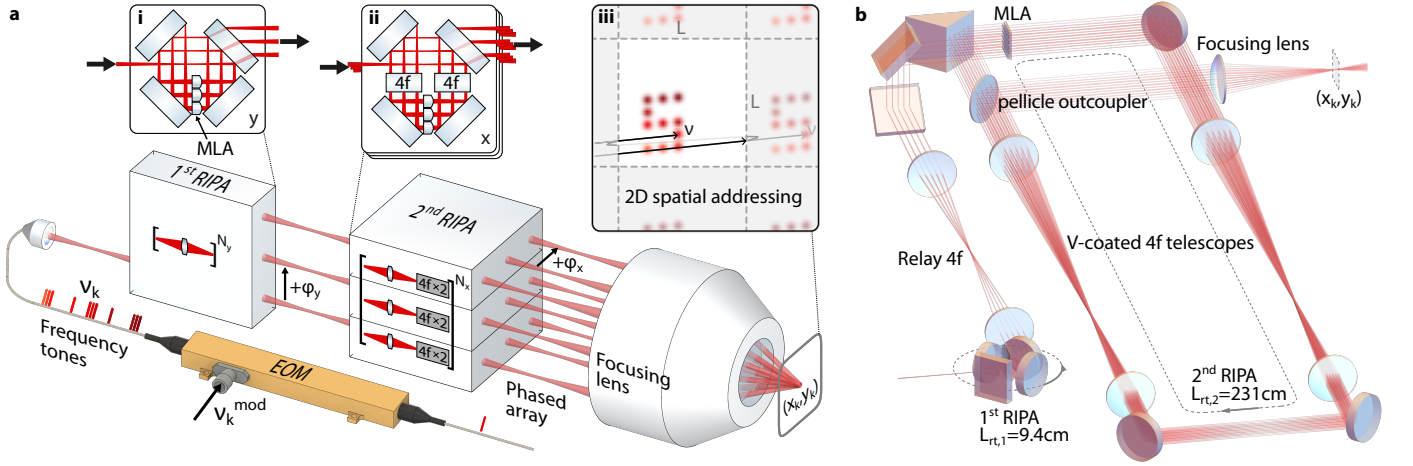 a
i
y
MLA
ii
4f
4f
x
iii
L
L
ν
ν
2D spatial addressing
1st RIPA
[ ]Ny
+φy
2nd RIPA
4f×2
4f×2
4f×2
Nx
+φx
νk
Frequency
tones
EOM
νk mod
Phased
array
Focusing
lens
(xk,yk)
b
MLA
Focusing lens
(xk,yk)
pellicle outcoupler
V-coated 4f telescopes
Relay 4f
1st RIPA
Lrt,1=9.4cm
2nd RIPA
Lrt,2=231cm